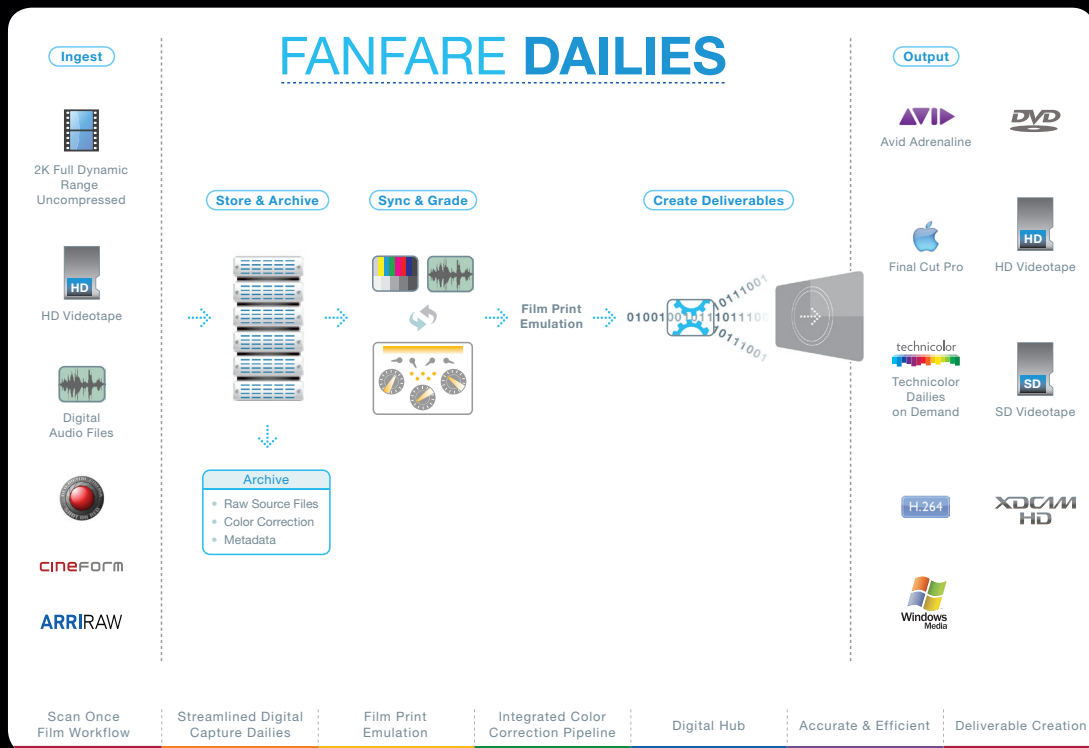 FANFARE DAILIES
Ingest
2K Full Dynamic
Range
Uncompressed
HD
HD Videotape
Digital
Audio Files
CINEFORM
ARRIRAW
Store & Archive
Archive
Raw Source Files
Color Correction
Metadata
Sync & Grade
Film Print
Emulation
Create Deliverables
10111001
010010010111011100
10111001
Output
AVID
Avid Adrenaline
DVD
Final Cut Pro
HD
HD Videotape
technicolor
Technicolor
Dailies
on Demand
SD
SD Videotape
H.264
XDCAM
HD
Windows
Media
Scan Once
Film Workflow
Streamlined Digital
Capture Dailies
Film Print
Emulation
Integrated Color
Correction Pipeline
Digital Hub
Accurate & Efficient
Deliverable Creation